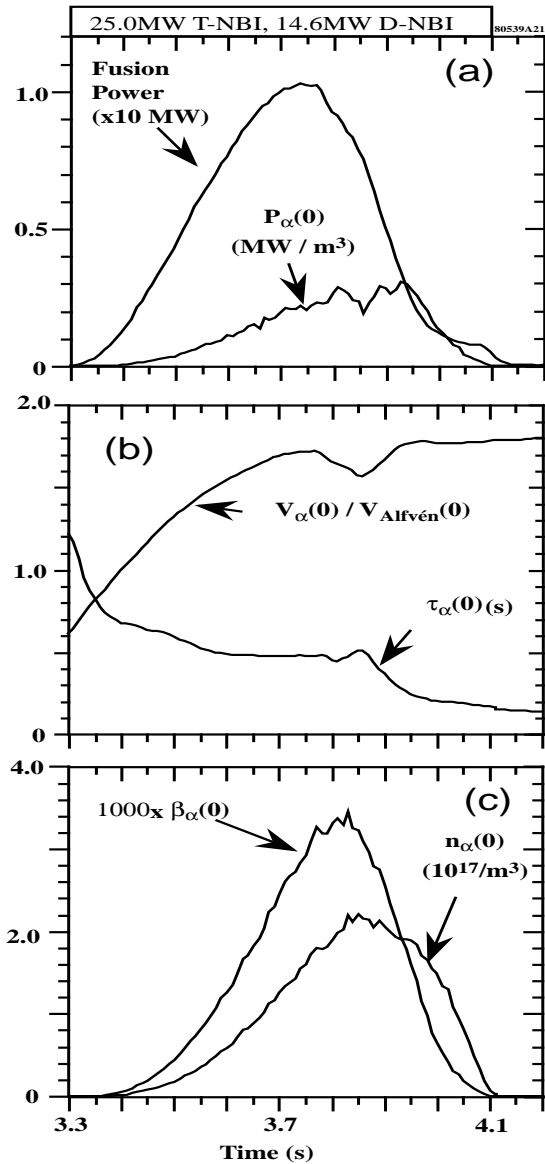 25.0MW T-NBI, 14.6MW D-NBI
80539A21
(a)
Fusion
Power
(x10 MW)
1.0
Pα(0)
(MW / m³)
0.5
0
2.0
(b)
Vα(0) / VAlfvén(0)
1.0
τα(0)(s)
0
4.0
(c)
1000x βα(0)
nα(0)
(10¹⁷/m³)
2.0
0
3.3 3.7 4.1
Time (s)